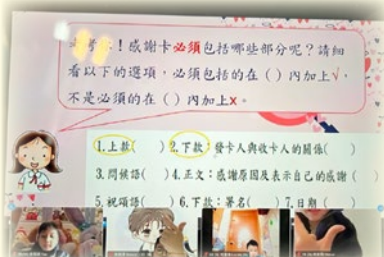 ！感謝卡必須包括哪些部分呢？請細
看以下的選項，必須包括的在（ ）內加上√，
不是必須的在（ ）內加上x。
1.上款( ) 2.下款：發卡人與收卡人的關係( )
3.問候語( ) 4.正文：感謝原因及表示自己的感謝 ( )
5.祝頌語( ) 6.下款：署名( ) 7.日期( )